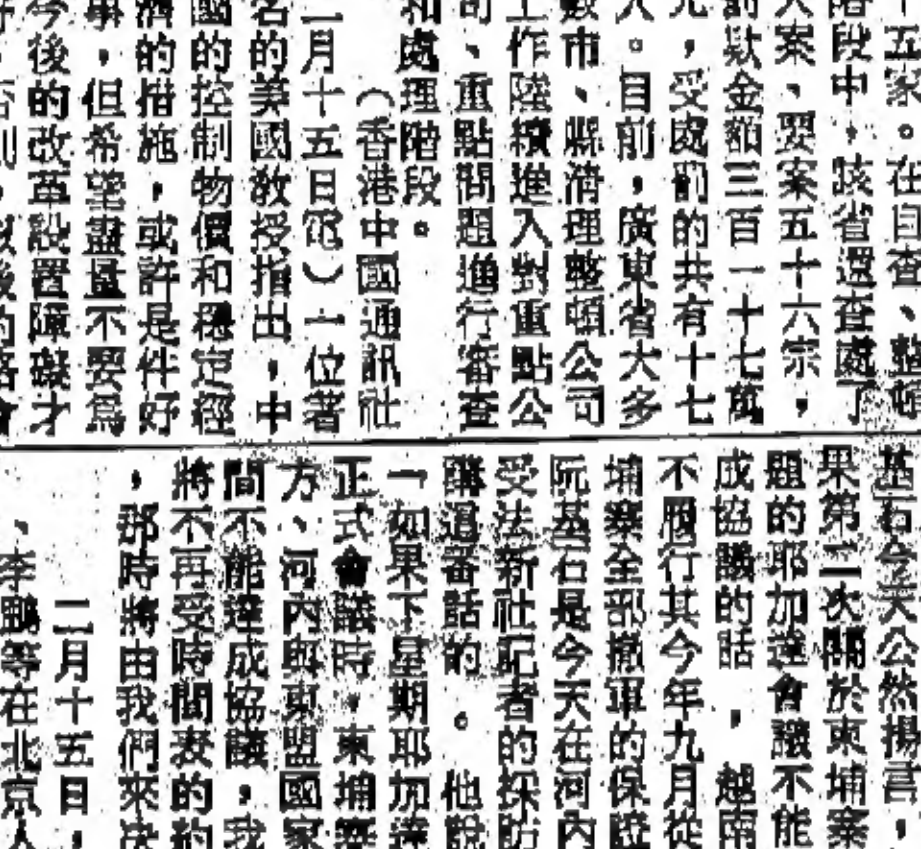 十五家。在目查、整頓
階段中，該省還查處了
大案、要案五十六宗，
罰款金額三百一十七萬
元，受處罰的共有十七
人。目前，廣東省大多
數市、縣清理整頓公司
工作陸續進入對重點公
司、重點問題進行審查
和處理階段。
（香港中國通訊社
二月十五日電）一位著
名的美國教授指出，中
國的控制物價和穩定經
濟的措施，或許是件好
事，但希望盡量不要爲
今後的改革設置障礙才
基石今天公然揚言，
果第二次關於柬埔寨
題的耶加達會議不能
成協議的話，越南
不履行其今年九月從
埔寨全部撤軍的保證
阮基石是今天在河內
受法新社記者的採訪
講這番話的。他說
「如果下星期耶加達
正式會議時，柬埔寨
方、河內與東盟國家
間不能達成協議，我
將不再受時間表的約
，那時將由我們來決
二月十五日，
、李鵬等在北京人